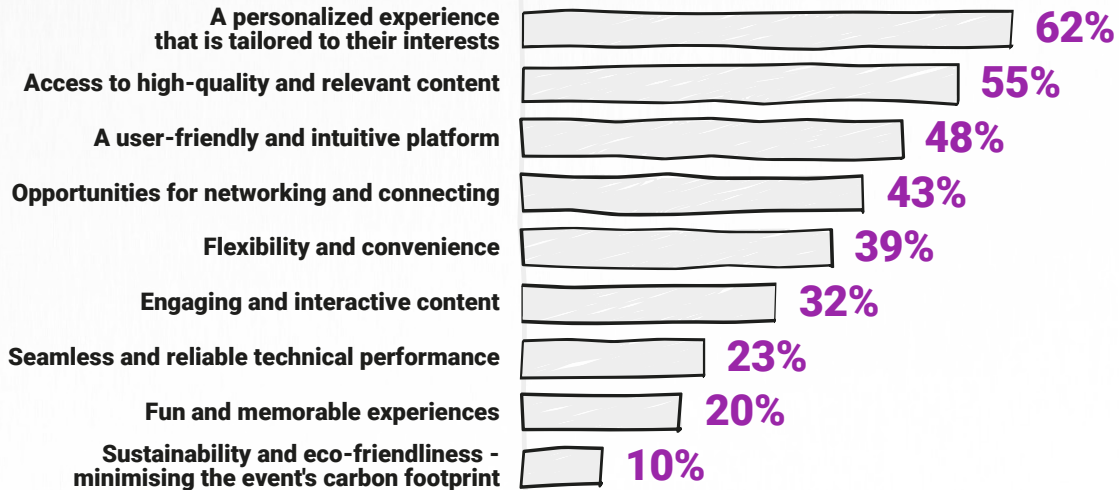 A personalized experience
that is tailored to their interests
62%
Access to high-quality and relevant content
55%
A user-friendly and intuitive platform
48%
Opportunities for networking and connecting
43%
Flexibility and convenience
39%
Engaging and interactive content
32%
Seamless and reliable technical performance
23%
Fun and memorable experiences
20%
Sustainability and eco-friendliness -
minimising the event's carbon footprint
10%